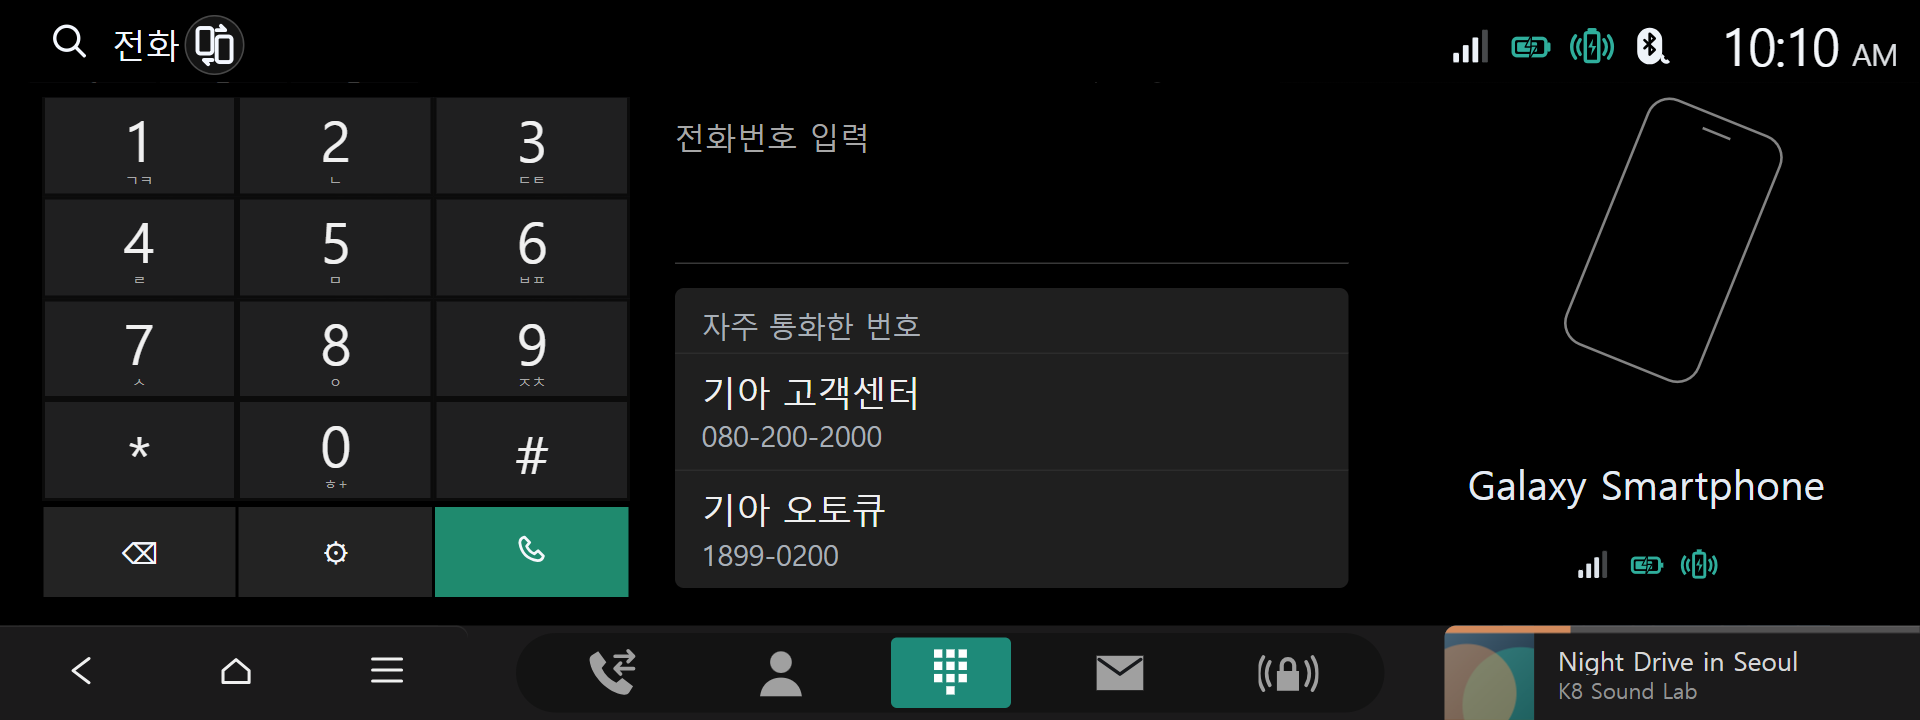 전화
10:10 AM
1
ㄱㅋ
2
ㄴ
3
ㄷㅌ
4
ㄹ
5
ㅁ
6
ㅂㅍ
7
ㅅ
8
ㅇ
9
ㅈㅊ
*
0
ㅎ+
#
전화번호 입력
자주 통화한 번호
기아 고객센터
080-200-2000
기아 오토큐
1899-0200
Galaxy Smartphone
Night Drive in Seoul
K8 Sound Lab